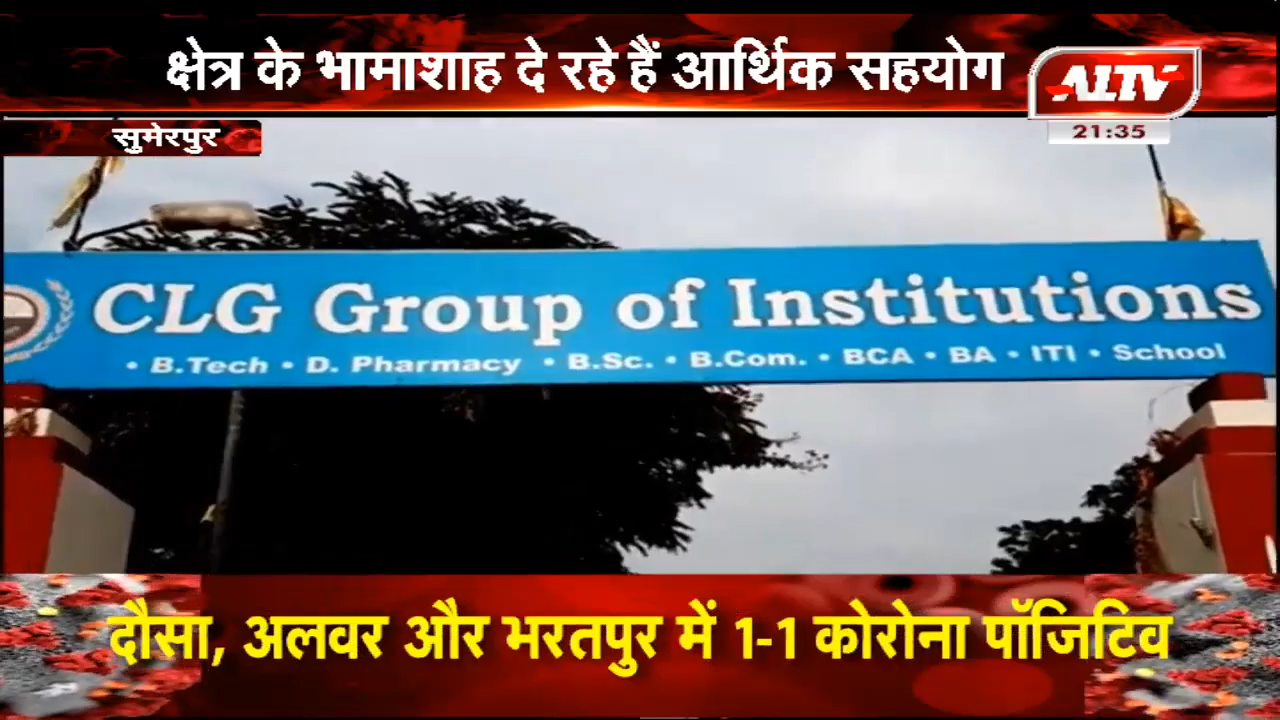 क्षेत्र के भामाशाह दे रहे हैं आर्थिक सहयोग
ALTV
21:35
सुमेरपुर
CLG Group of Institutions
• B.Tech • D. Pharmacy • B.Sc. • B.Com. • BCA • BA • ITI • School
दौसा, अलवर और भरतपुर में 1-1 कोरोना पॉजिटिव